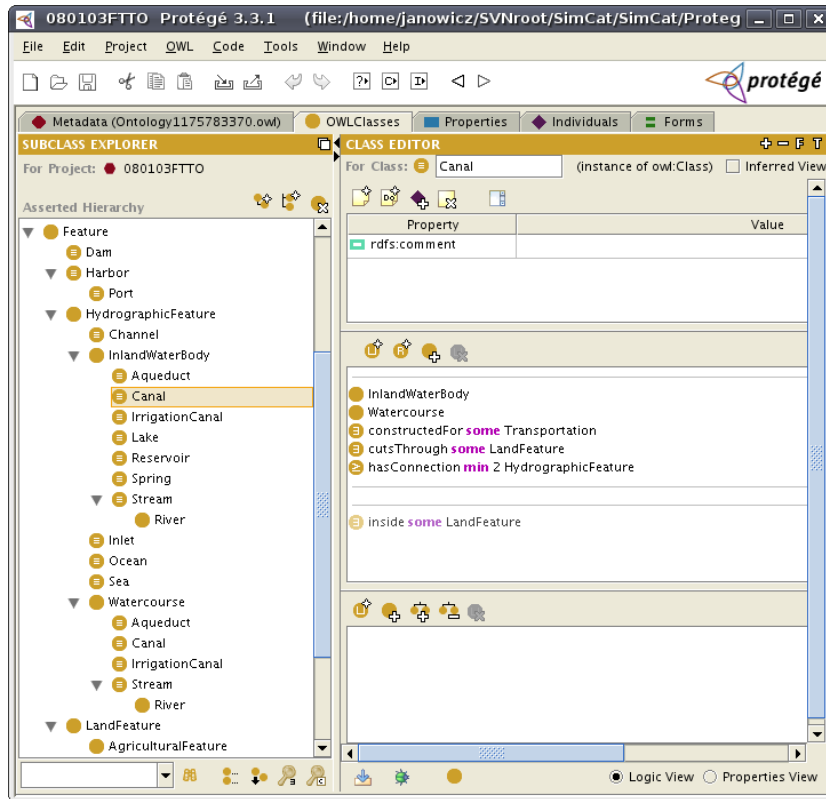 080103FTTO Protégé 3.3.1 (file:/home/janowicz/SVNroot/SimCat/SimCat/Proteg
File Edit Project OWL Code Tools Window Help
protégé
Metadata (Ontology1175783370.owl) OWLClasses Properties Individuals Forms
SUBCLASS EXPLORER
For Project: 080103FTTO
Asserted Hierarchy
Feature
Dam
Harbor
Port
HydrographicFeature
Channel
InlandWaterBody
Aqueduct
Canal
IrrigationCanal
Lake
Reservoir
Spring
Stream
River
Inlet
Ocean
Sea
Watercourse
Aqueduct
Canal
IrrigationCanal
Stream
River
LandFeature
AgriculturalFeature
CLASS EDITOR
For Class: Canal (instance of owl:Class) Inferred View
Property Value
rdfs:comment
InlandWaterBody
Watercourse
constructedFor some Transportation
cutsThrough some LandFeature
hasConnection min 2 HydrographicFeature
inside some LandFeature
Logic View Properties View